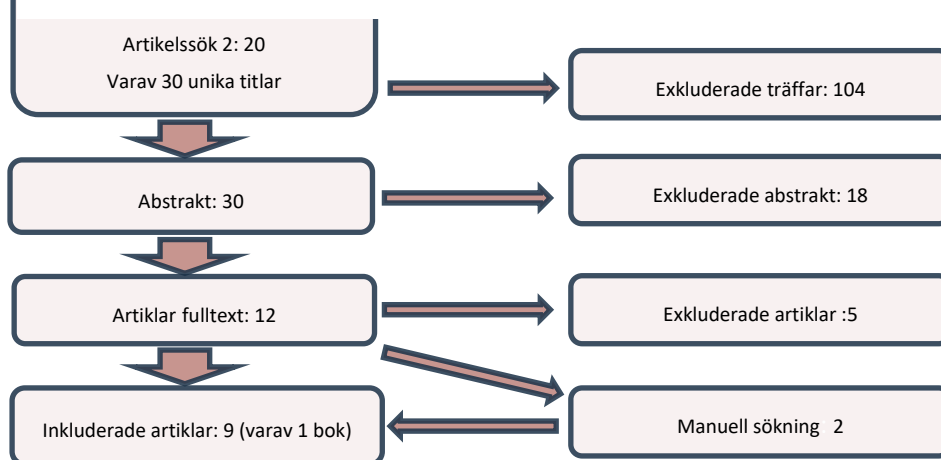 Artikelssök 2: 20
Varav 30 unika titlar
Exkluderade träffar: 104
Abstrakt: 30
Exkluderade abstrakt: 18
Artiklar fulltext: 12
Exkluderade artiklar :5
Inkluderade artiklar: 9 (varav 1 bok)
Manuell sökning 2